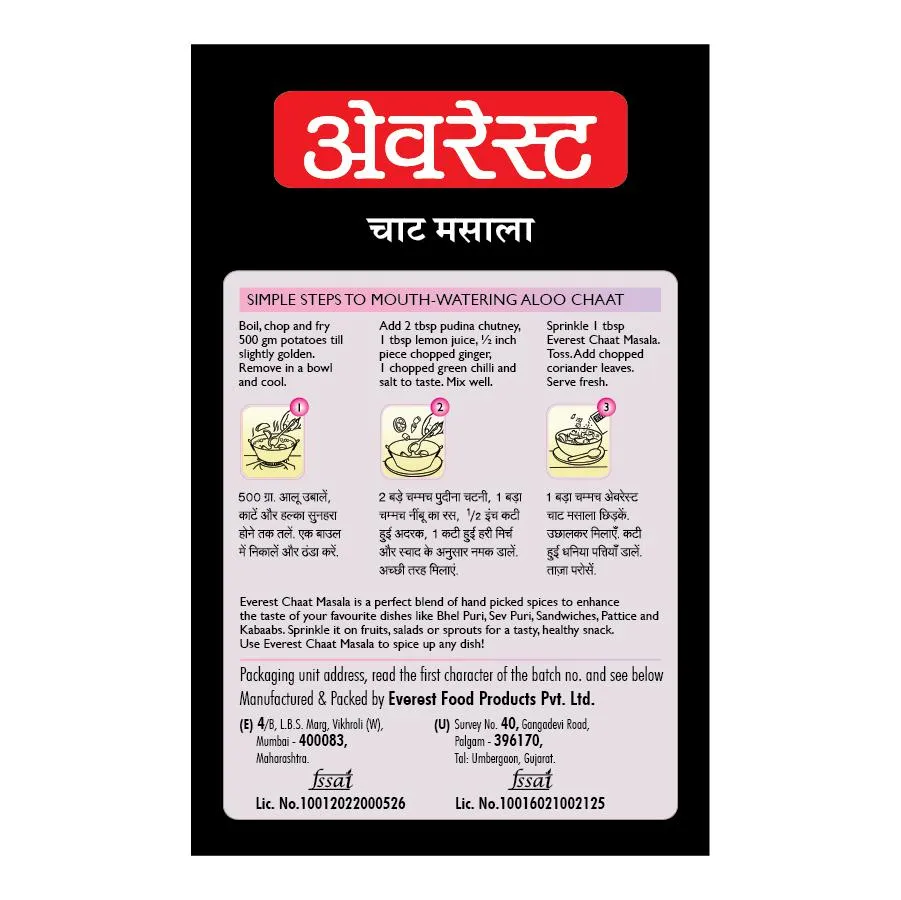 अेवरेस्ट
चाट मसाला
SIMPLE STEPS TO MOUTH-WATERING ALOO CHAAT
Boil, chop and fry
500 gm potatoes till
slightly golden.
Remove in a bowl
and cool.
Add 2 tbsp pudina chutney,
1 tbsp lemon juice, ½ inch
piece chopped ginger,
1 chopped green chilli and
salt to taste. Mix well.
Sprinkle 1 tbsp
Everest Chaat Masala.
Toss. Add chopped
coriander leaves.
Serve fresh.
1
2
3
500 ग्रा. आलू उबालें,
काटें और हल्का सुनहरा
होने तक तलें. एक बाउल
में निकालें और ठंडा करें.
2 बड़े चम्मच पुदीना चटनी, 1 बड़ा
चम्मच नींबू का रस, 1/2 इंच कटी
हुई अदरक, 1 कटी हुई हरी मिर्च
और स्वाद के अनुसार नमक डालें.
अच्छी तरह मिलाएं.
1 बड़ा चम्मच अेवरेस्ट
चाट मसाला छिड़कें.
उछालकर मिलाएँ. कटी
हुई धनिया पत्तियाँ डालें.
ताज़ा परोसें.
Everest Chaat Masala is a perfect blend of hand picked spices to enhance
the taste of your favourite dishes like Bhel Puri, Sev Puri, Sandwiches, Pattice and
Kabaabs. Sprinkle it on fruits, salads or sprouts for a tasty, healthy snack.
Use Everest Chaat Masala to spice up any dish!
Packaging unit address, read the first character of the batch no. and see below
Manufactured & Packed by Everest Food Products Pvt. Ltd.
(E) 4/B, L.B.S. Marg, Vikhroli (W),
Mumbai - 400083,
Maharashtra.
fssai
Lic. No.10012022000526
(U) Survey No. 40, Gangadevi Road,
Palgam - 396170,
Tal: Umbergaon, Gujarat.
fssai
Lic. No.10016021002125